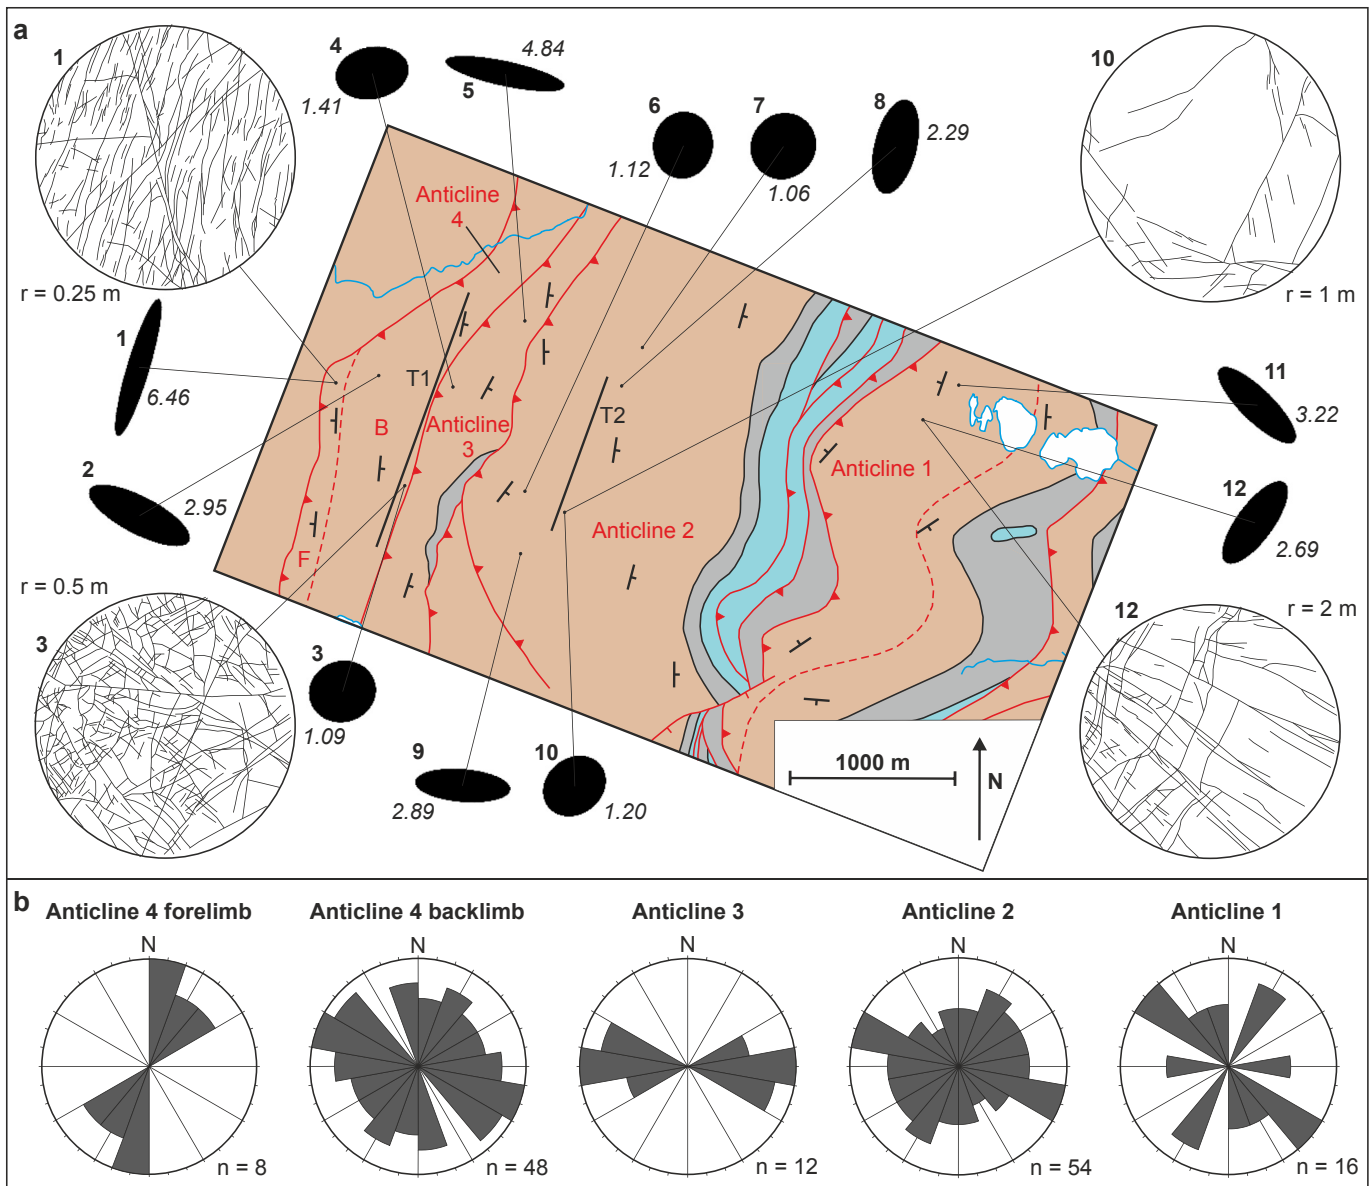 a
1
r = 0.25 m
4
1.41
4.84
5
6
1.12
7
1.06
8
2.29
10
r = 1 m
Anticline
4
1
6.46
2
2.95
T1
B
Anticline
3
T2
F
Anticline 2
Anticline 1
11
3.22
12
2.69
r = 0.5 m
3
3
1.09
9
2.89
10
1.20
1000 m
N
12
r = 2 m
b
Anticline 4 forelimb
N
n = 8
Anticline 4 backlimb
N
n = 48
Anticline 3
N
n = 12
Anticline 2
N
n = 54
Anticline 1
N
n = 16